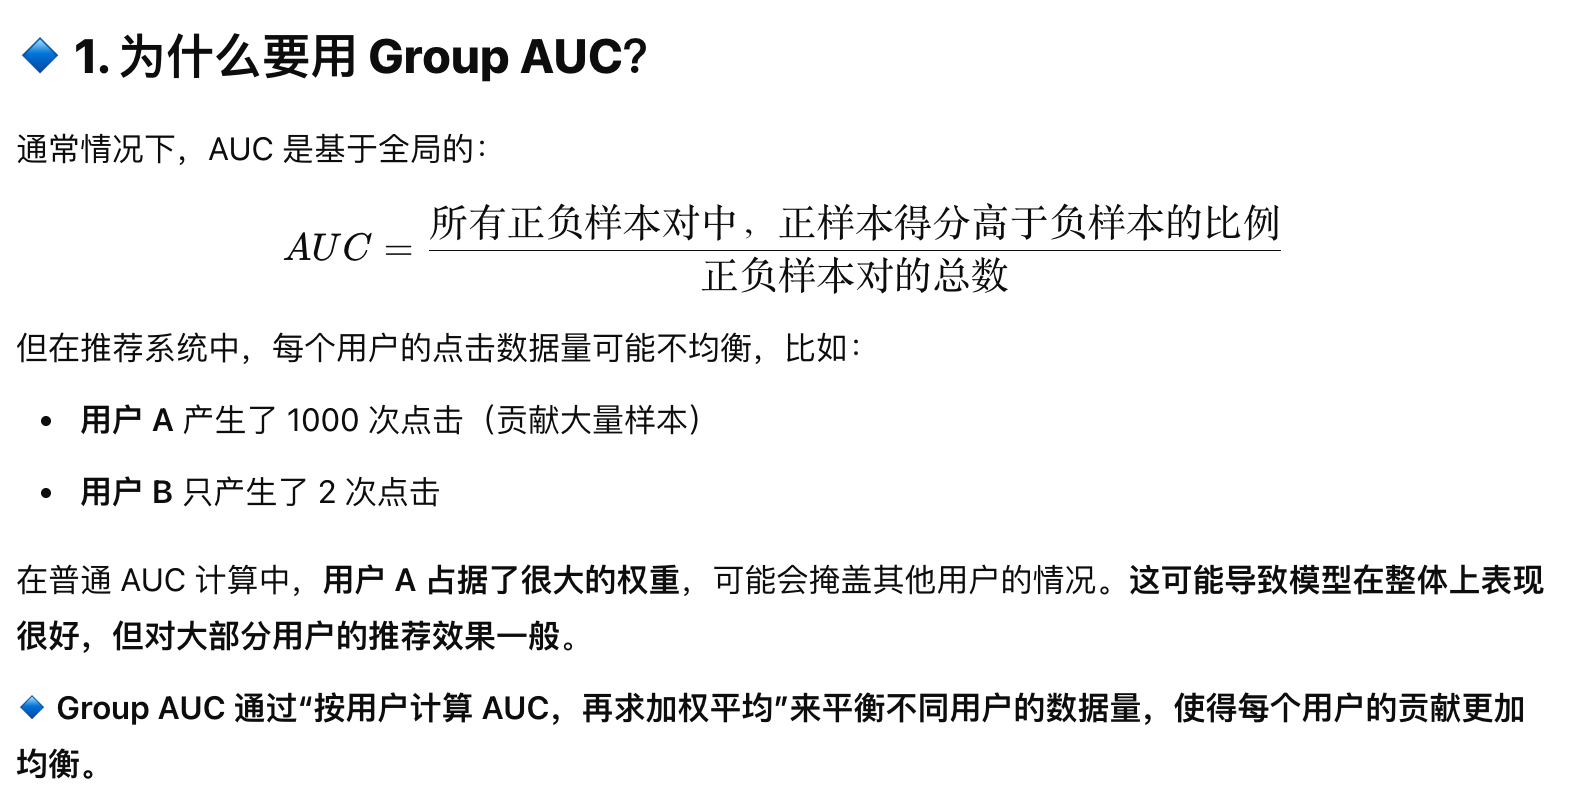 🔹 1. 为什么要用 Group AUC？
通常情况下，AUC 是基于全局的：
AUC = 所有正负样本对中，正样本得分高于负样本的比例
正负样本对的总数
但在推荐系统中，每个用户的点击数据量可能不均衡，比如：
• 用户 A 产生了 1000 次点击（贡献大量样本）
• 用户 B 只产生了 2 次点击
在普通 AUC 计算中，用户 A 占据了很大的权重，可能会掩盖其他用户的情况。这可能导致模型在整体上表现
很好，但对大部分用户的推荐效果一般。
🔹 Group AUC 通过“按用户计算 AUC，再求加权平均”来平衡不同用户的数据量，使得每个用户的贡献更加
均衡。